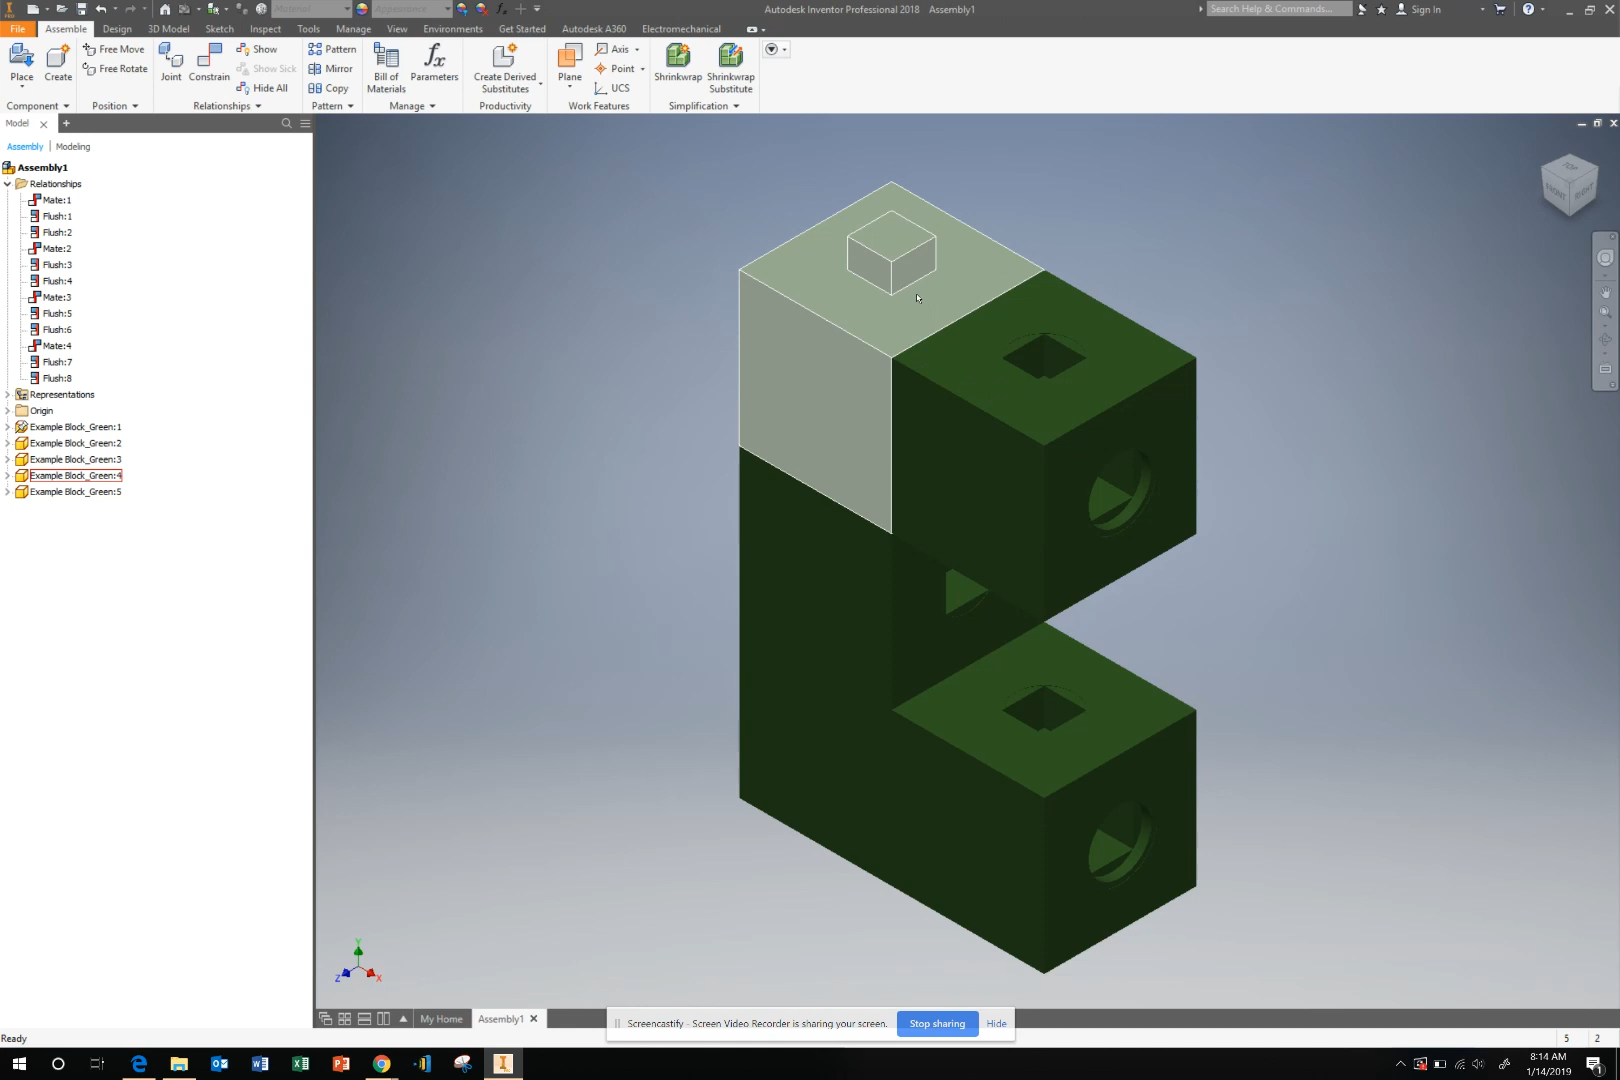 Material
Appearance
Autodesk Inventor Professional 2018 Assembly1
Search Help & Commands...
Sign In
File Assemble Design 3D Model Sketch Inspect Tools Manage View Environments Get Started Autodesk A360 Electromechanical
Place
Create
Component
Free Move
Free Rotate
Position
Joint
Constrain
Show
Show Sick
Hide All
Relationships
Pattern
Mirror
Copy
Pattern
Bill of
Materials
Parameters
Manage
Create Derived
Substitutes
Productivity
Plane
Axis
Point
UCS
Work Features
Shrinkwrap
Shrinkwrap
Substitute
Simplification
Model
Assembly | Modeling
Assembly1
Relationships
Mate:1
Flush:1
Flush:2
Mate:2
Flush:3
Flush:4
Mate:3
Flush:5
Flush:6
Mate:4
Flush:7
Flush:8
Representations
Origin
Example Block_Green:1
Example Block_Green:2
Example Block_Green:3
Example Block_Green:4
Example Block_Green:5
TOP
FRONT
RIGHT
Y
Z
X
My Home
Assembly1
Screencastify - Screen Video Recorder is sharing your screen.
Stop sharing
Hide
Ready
5 2
8:14 AM
1/14/2019
1